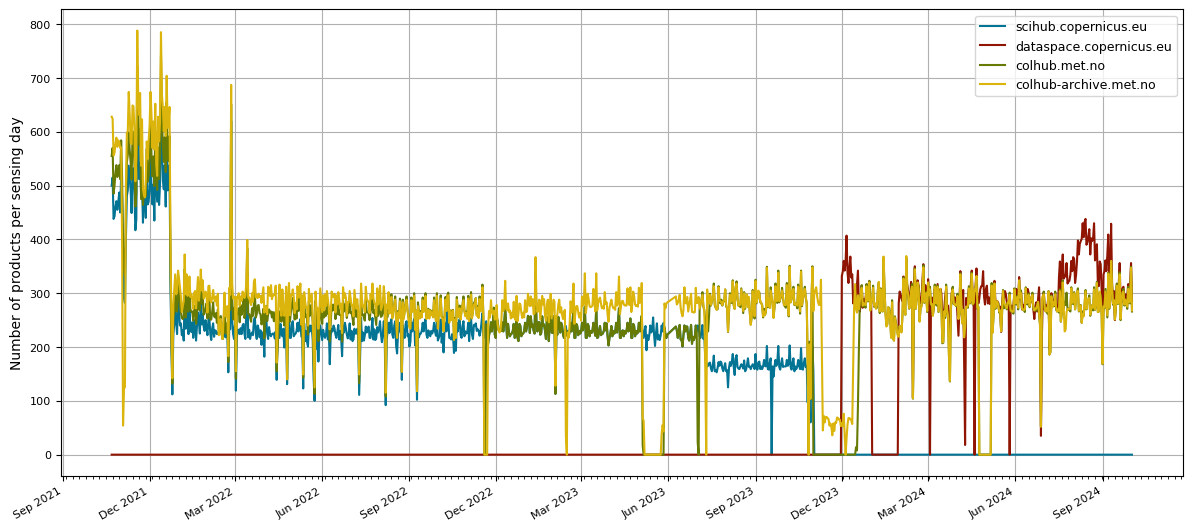 Number of products per sensing day
800
700
600
500
400
300
200
100
0
Sep 2021
Dec 2021
Mar 2022
Jun 2022
Sep 2022
Dec 2022
Mar 2023
Jun 2023
Sep 2023
Dec 2023
Mar 2024
Jun 2024
Sep 2024
scihub.copernicus.eu
dataspace.copernicus.eu
colhub.met.no
colhub-archive.met.no